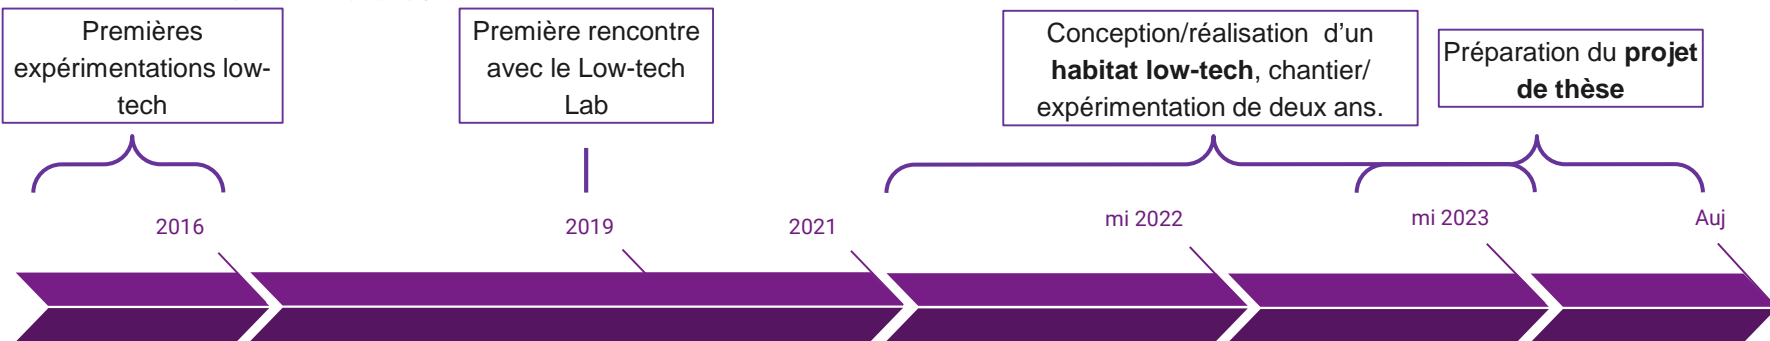 Premières
expérimentations low-
tech
Première rencontre
avec le Low-tech
Lab
Conception/réalisation d’un
habitat low-tech, chantier/
expérimentation de deux ans.
Préparation du projet
de thèse
2016
2019
2021
mi 2022
mi 2023
Auj